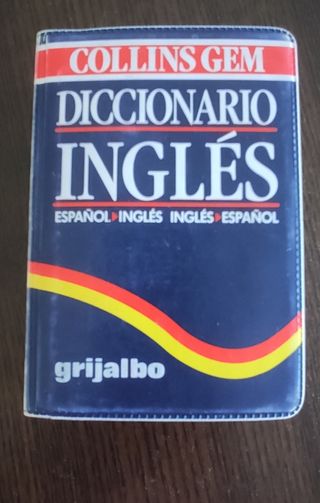 COLLINS GEM
DICCIONARIO
INGLÉS
ESPAÑOL▸INGLÉS INGLÉS▸ESPAÑOL
grijalbo